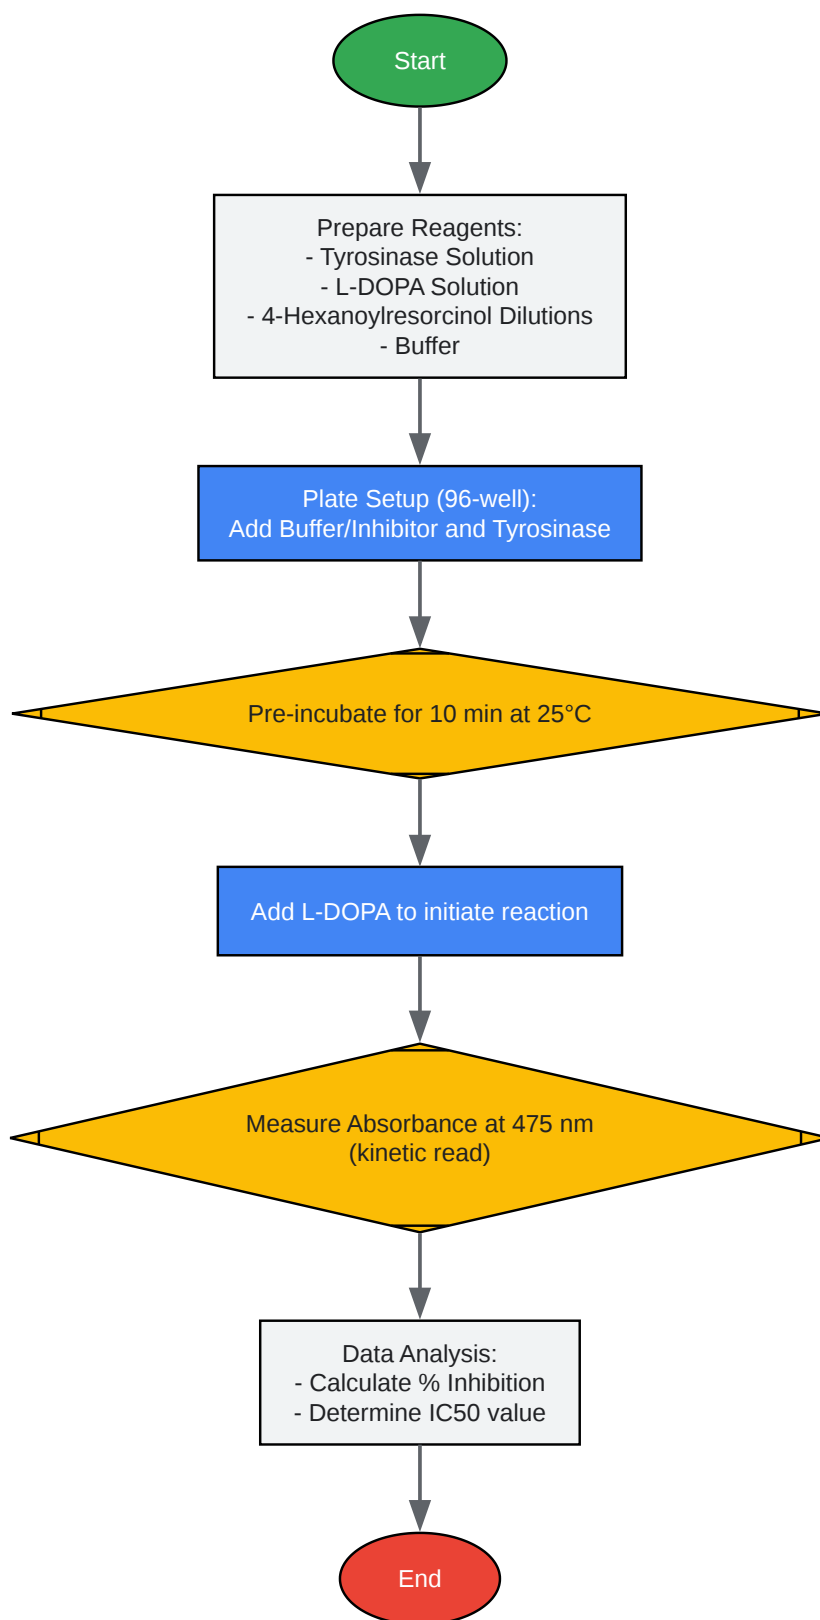 Start
Prepare Reagents:
- Tyrosinase Solution
- L-DOPA Solution
- 4-Hexanoylresorcinol Dilutions
- Buffer
Plate Setup (96-well):
Add Buffer/Inhibitor and Tyrosinase
Pre-incubate for 10 min at 25°C
Add L-DOPA to initiate reaction
Measure Absorbance at 475 nm
(kinetic read)
Data Analysis:
- Calculate % Inhibition
- Determine IC50 value
End